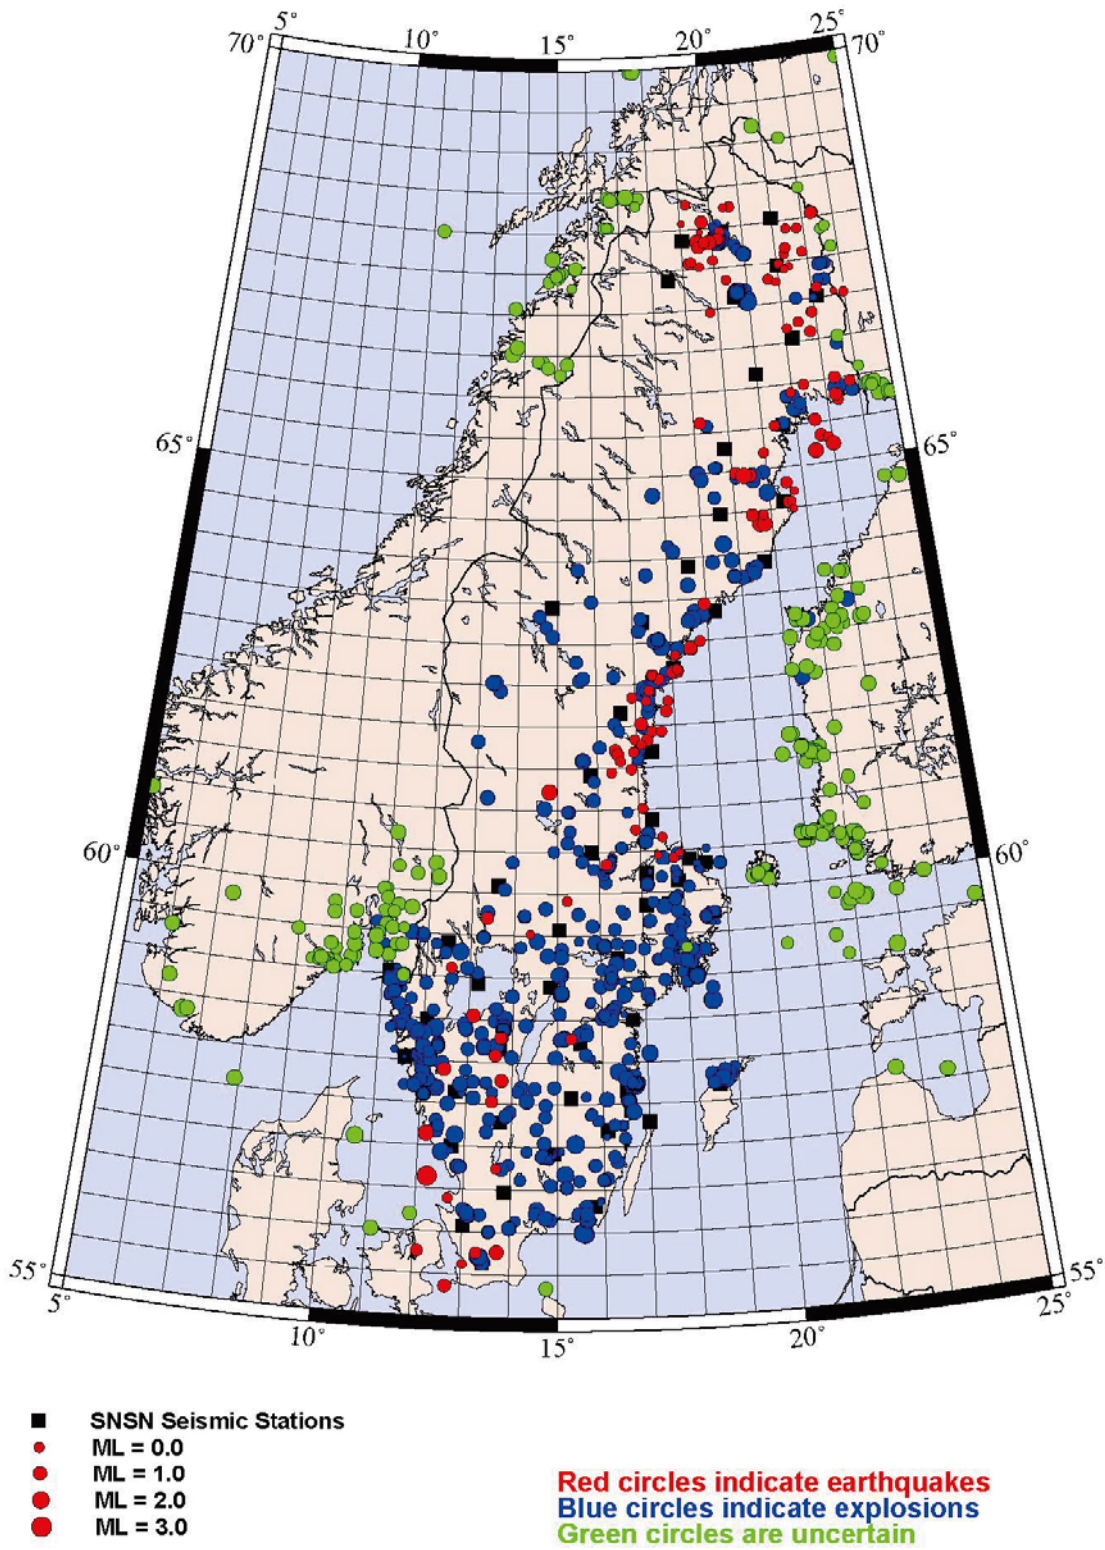 5° 25°
70° 10° 15° 20° 70°
65° 65°
60° 60°
55° 55°
5° 10° 15° 20° 25°
SNSN Seismic Stations
ML = 0.0
ML = 1.0
ML = 2.0
ML = 3.0
Red circles indicate earthquakes
Blue circles indicate explosions
Green circles are uncertain